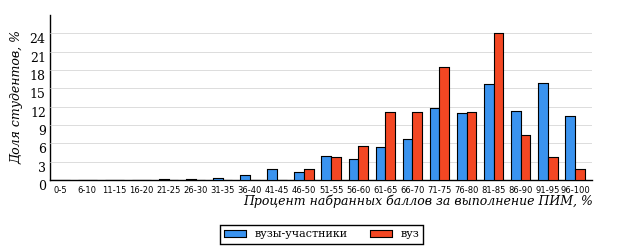 Доля студентов, %
24
21
18
15
12
9
6
3
0
0-5 6-10 11-15 16-20 21-25 26-30 31-35 36-40 41-45 46-50 51-55 56-60 61-65 66-70 71-75 76-80 81-85 86-90 91-95 96-100
Процент набранных баллов за выполнение ПИМ, %
вузы-участники вуз